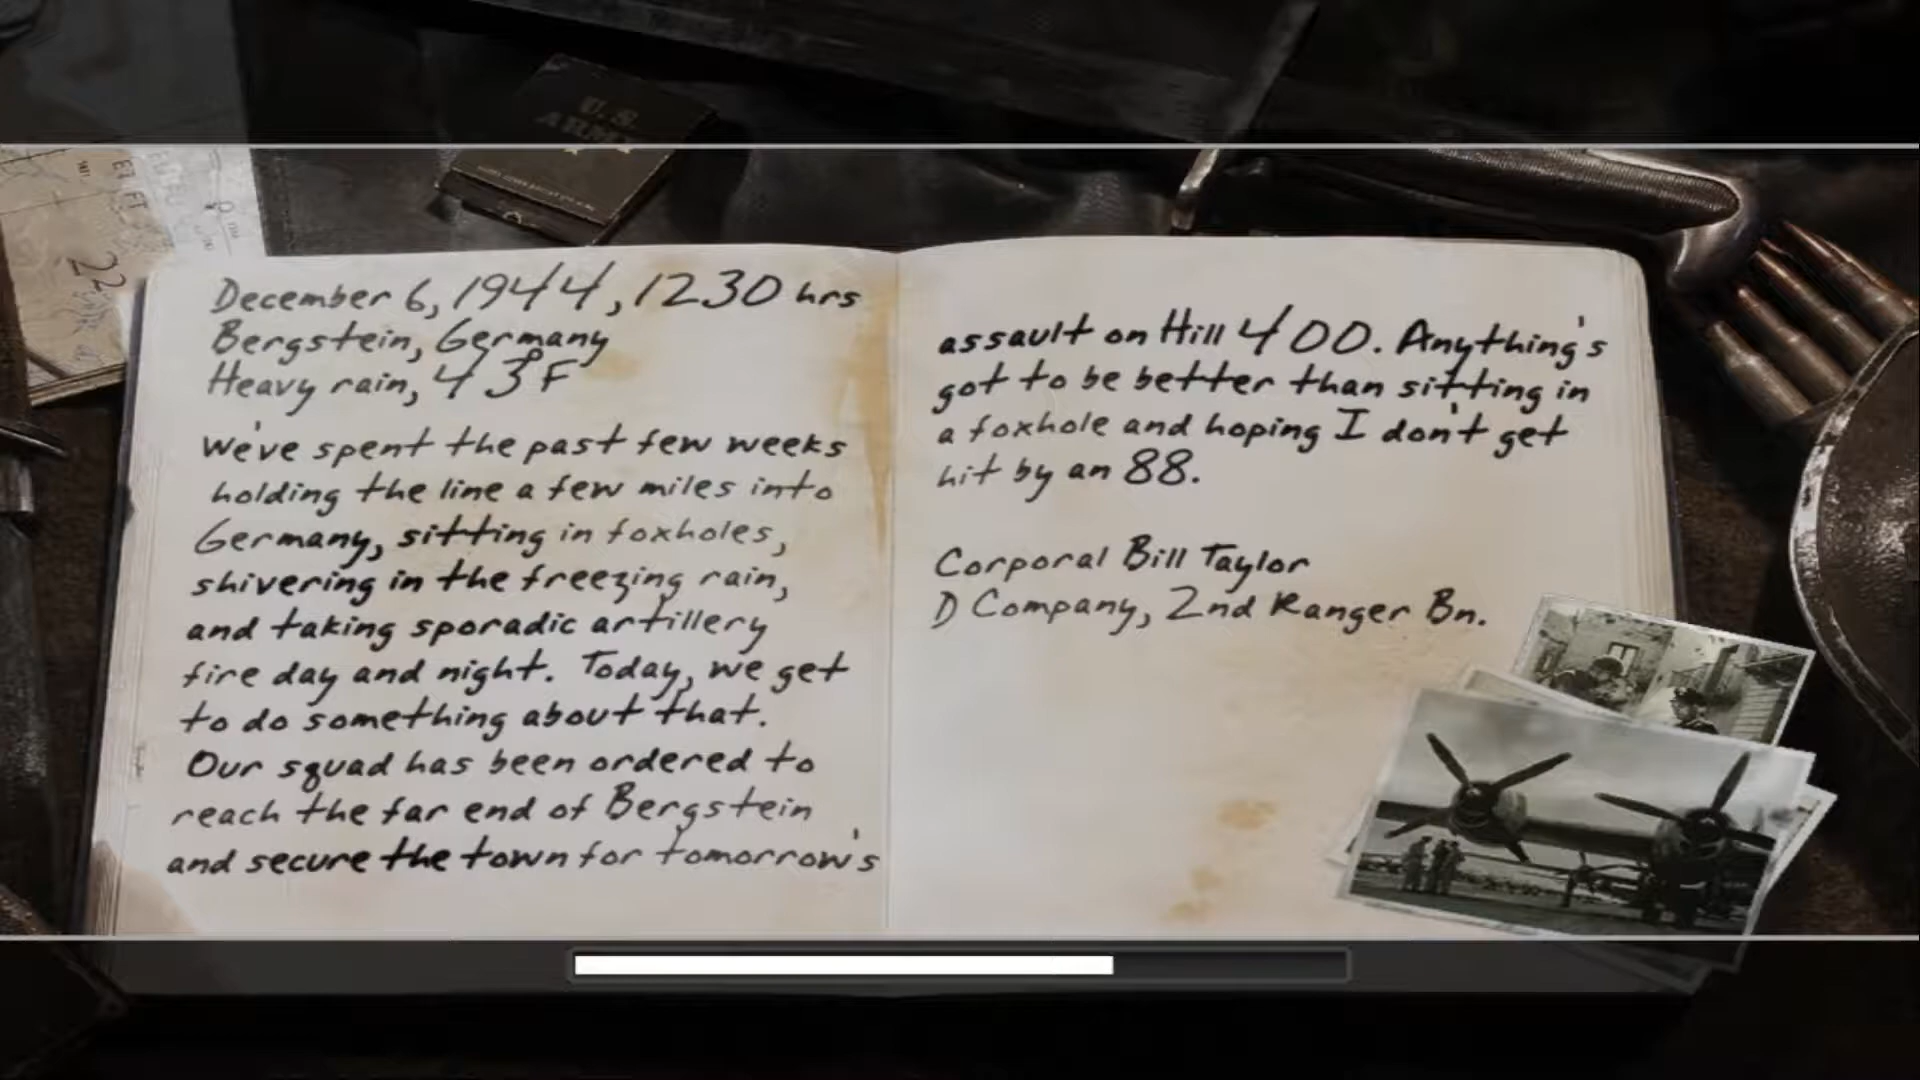 U.S.
ARMY
22
December 6, 1944, 1230 hrs
Bergstein, Germany
Heavy rain, 43°F
We've spent the past few weeks
holding the line a few miles into
Germany, sitting in foxholes,
shivering in the freezing rain,
and taking sporadic artillery
fire day and night. Today, we get
to do something about that.
Our squad has been ordered to
reach the far end of Bergstein
and secure the town for tomorrow's
assault on Hill 400. Anything's
got to be better than sitting in
a foxhole and hoping I don't get
hit by an 88.
Corporal Bill Taylor
D Company, 2nd Ranger Bn.